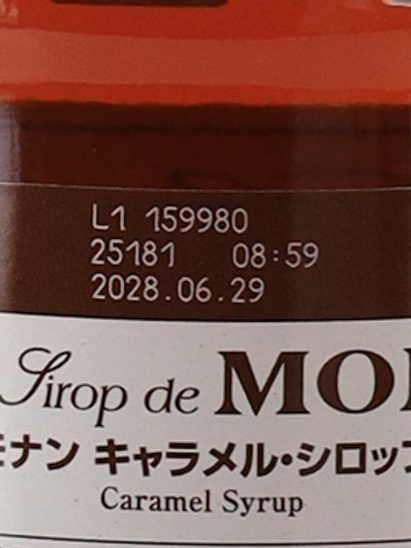 L1 159980
25181 08:59
2028.06.29
Sirop de MO
モナン キャラメル・シロップ
Caramel Syrup